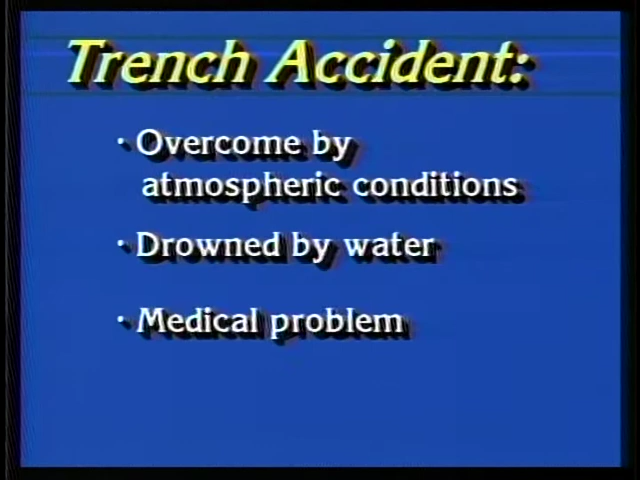 Trench Accident:
· Overcome by
atmospheric conditions
· Drowned by water
· Medical problem